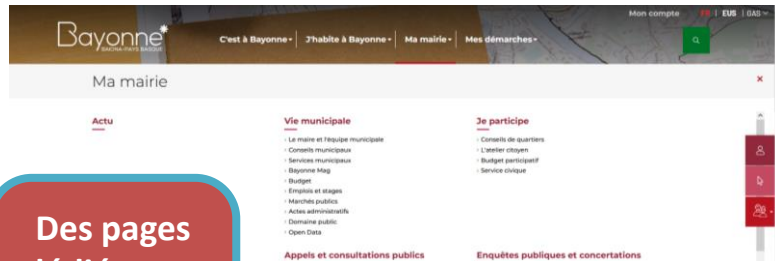 Mon compte FR | EUS | GAS
Bayonne*
BAIONA-PAYS BASQUE
C'est à Bayonne
J'habite à Bayonne
Ma mairie
Mes démarches
Ma mairie
Actu
Vie municipale
› Le maire et l'équipe municipale
› Conseils municipaux
› Services municipaux
› Bayonne Mag
› Budget
› Emplois et stages
› Marchés publics
› Actes administratifs
› Domaine public
› Open Data
Je participe
› Conseils de quartiers
› L'atelier citoyen
› Budget participatif
› Service civique
Des pages
Appels et consultations publics
Enquêtes publiques et concertations